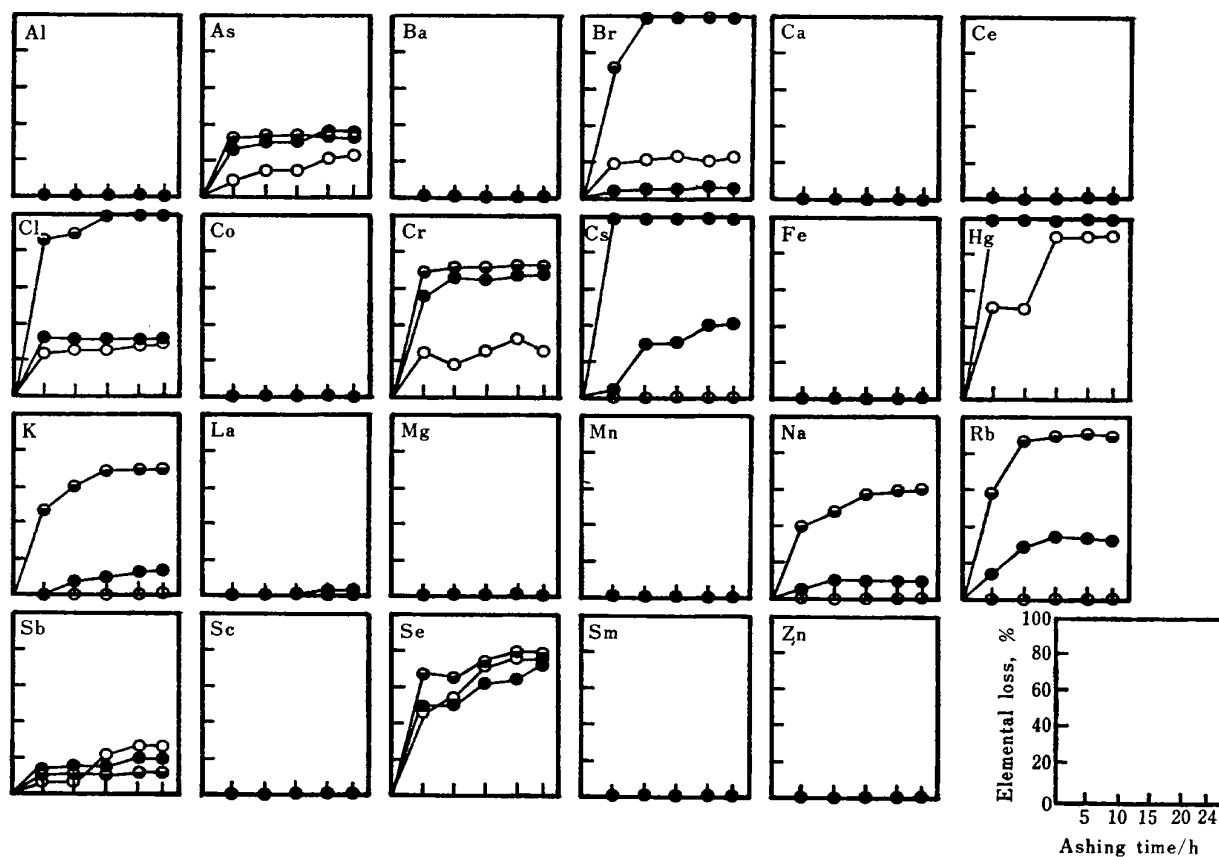 Al As Ba Br Ca Ce
Cl Co Cr Cs Fe Hg
K La Mg Mn Na Rb
Sb Sc Se Sm Zn
Elemental loss, %
100
80
60
40
20
0
5 10 15 20 24
Ashing time/h